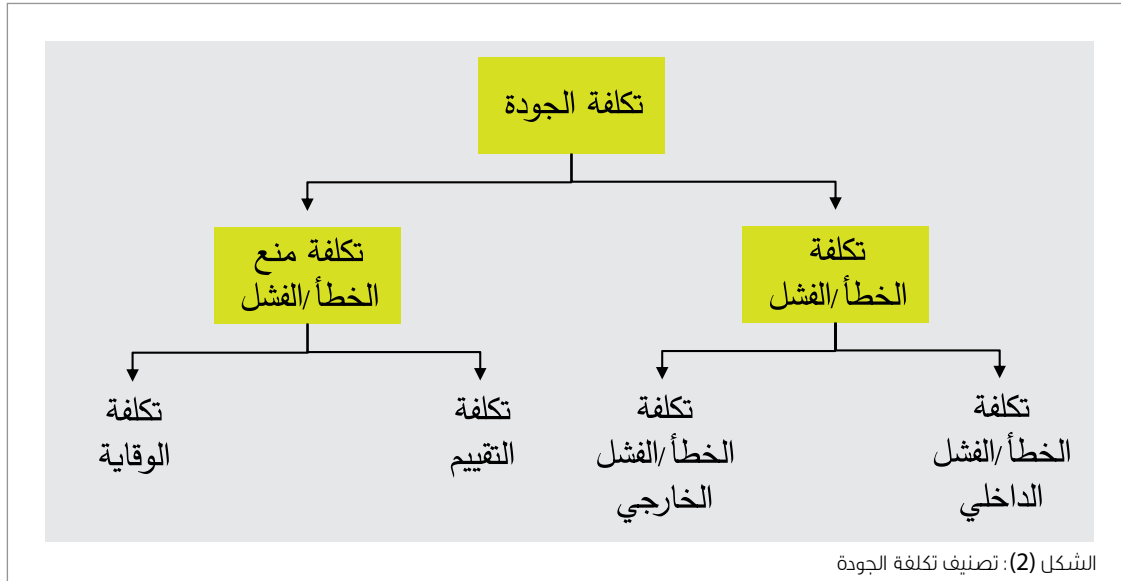 تكلفة الجودة
تكلفة
الخطأ/الفشل
تكلفة منع
الخطأ/الفشل
تكلفة
الخطأ/الفشل
الداخلي
تكلفة
الخطأ/الفشل
الخارجي
تكلفة
التقييم
تكلفة
الوقاية
الشكل (2): تصنيف تكلفة الجودة